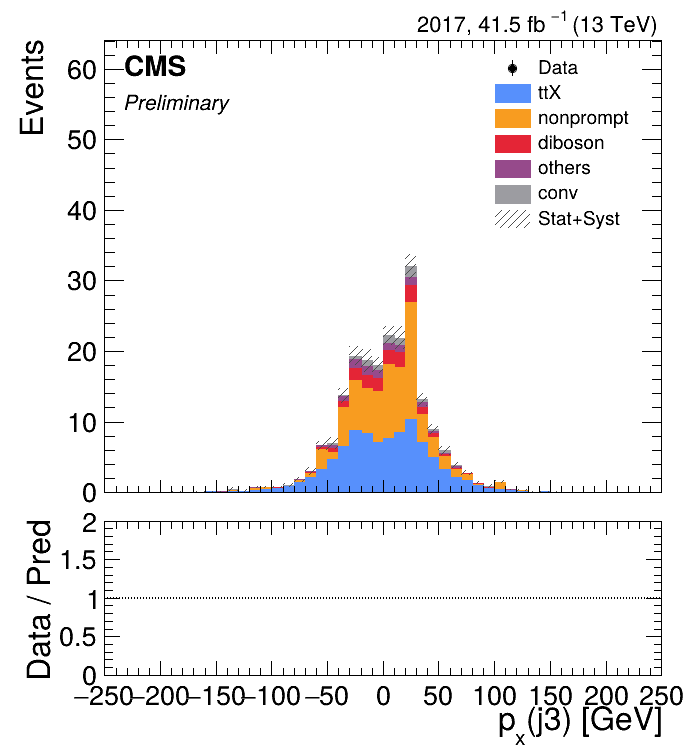 2017, 41.5 fb⁻¹ (13 TeV)
CMS
Preliminary
Data
ttX
nonprompt
diboson
others
conv
Stat+Syst
Events
60
50
40
30
20
10
0
Data / Pred
2
1.5
1
0.5
0
−250 −200 −150 −100 −50 0 50 100 150 200 250
pₓ(j3) [GeV]